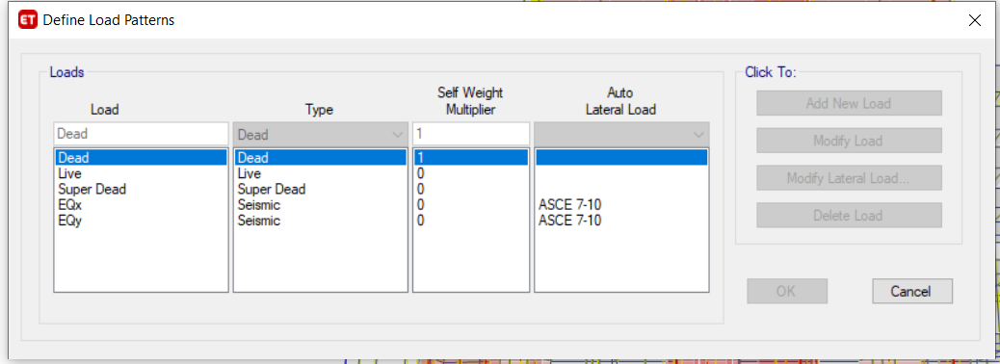 ET Define Load Patterns
Loads
Click To:
Load Type Self Weight Multiplier Auto Lateral Load
Dead Dead 1
Dead Dead 1
Live Live 0
Super Dead Super Dead 0
EQx Seismic 0 ASCE 7-10
EQy Seismic 0 ASCE 7-10
Add New Load
Modify Load
Modify Lateral Load...
Delete Load
OK Cancel